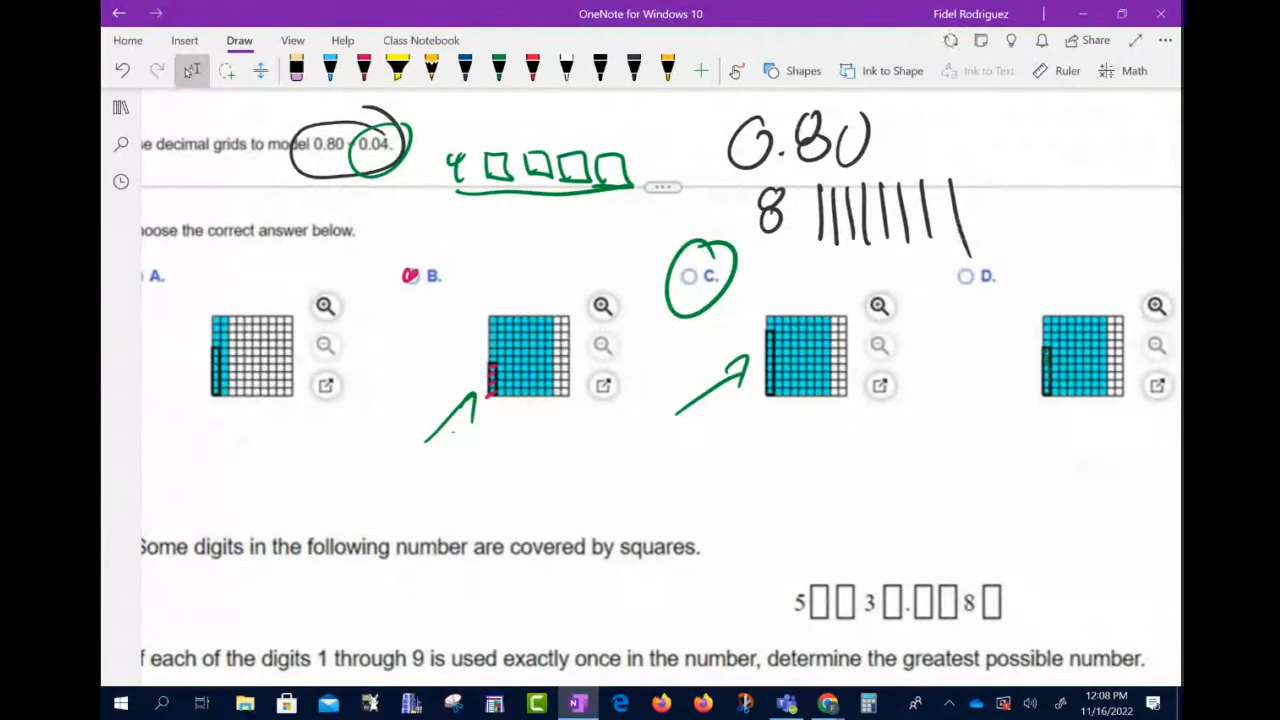 OneNote for Windows 10
Fidel Rodriguez
Home Insert Draw View Help Class Notebook
Share
Shapes Ink to Shape Ink to Text Ruler Math
e decimal grids to model 0.80 - 0.04.
0.80
4
8
oose the correct answer below.
A. B. C. D.
Some digits in the following number are covered by squares.
5□□3□.□□8□
f each of the digits 1 through 9 is used exactly once in the number, determine the greatest possible number.
12:08 PM
11/16/2022